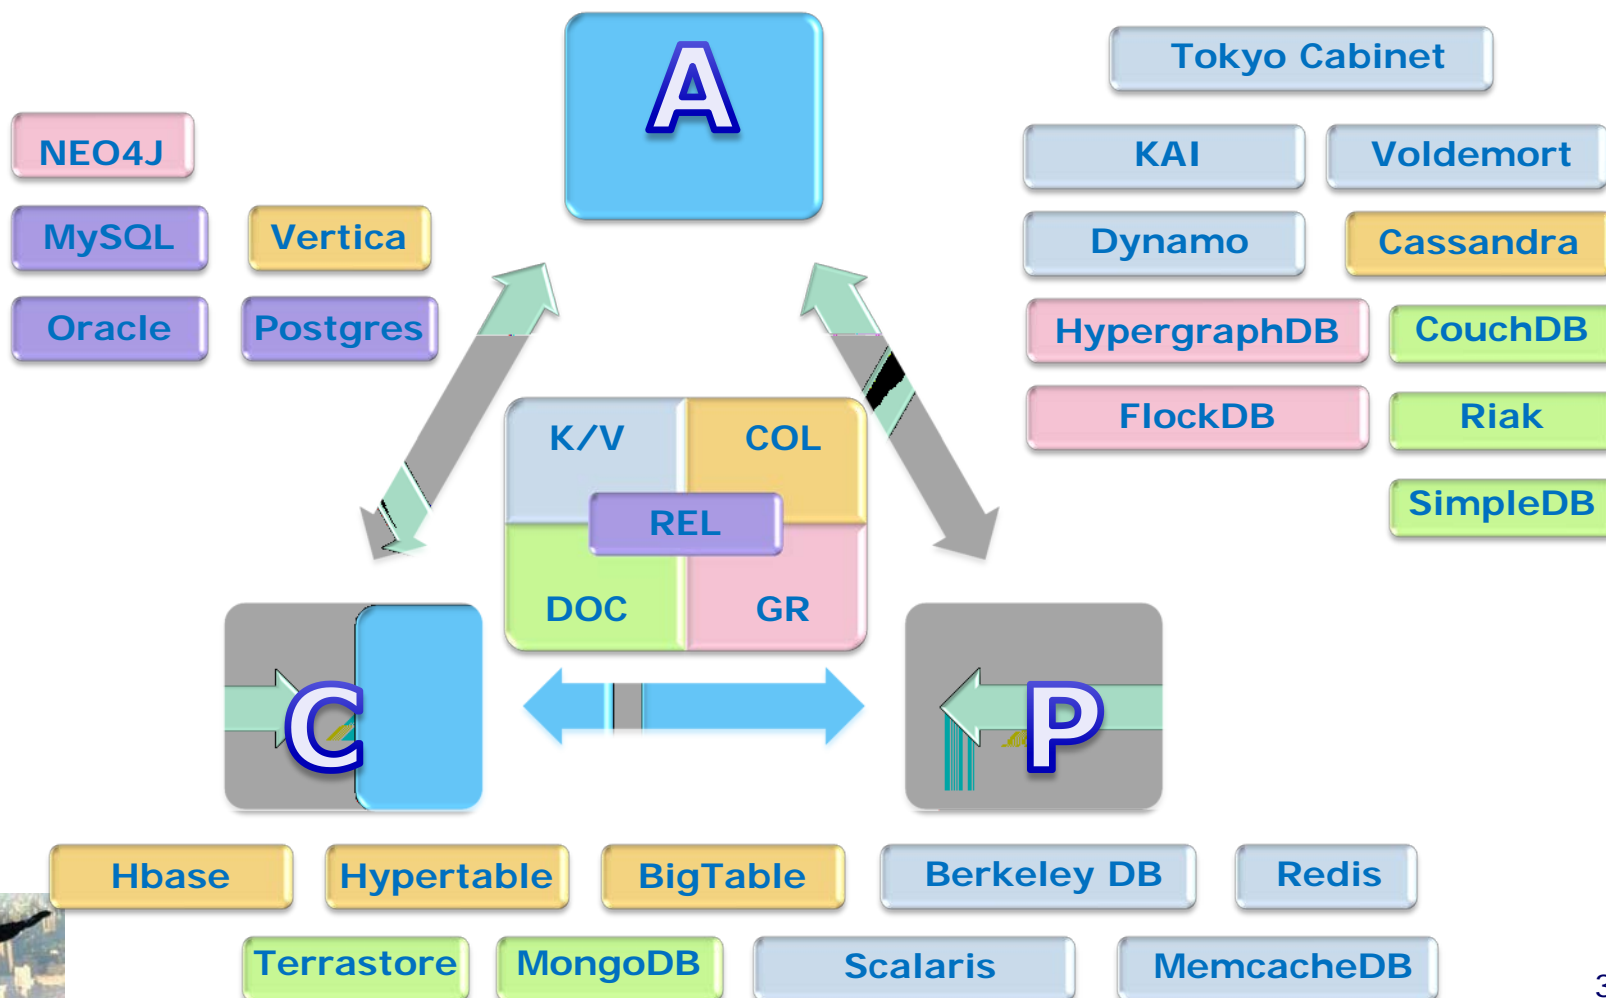 A
Tokyo Cabinet
NEO4J
KAI
Voldemort
MySQL
Vertica
Dynamo
Cassandra
Oracle
Postgres
HypergraphDB
CouchDB
FlockDB
Riak
SimpleDB
K/V
COL
REL
DOC
GR
C
P
Hbase
Hypertable
BigTable
Berkeley DB
Redis
Terrastore
MongoDB
Scalaris
MemcacheDB